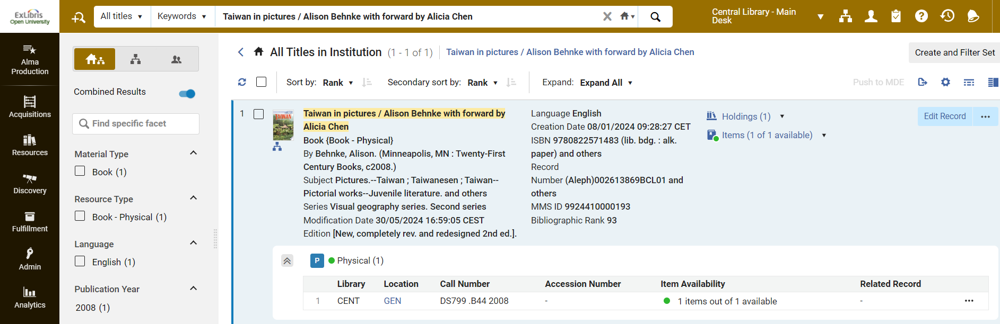 ExLibris
Open University
All titles
Keywords
Taiwan in pictures / Alison Behnke with forward by Alicia Chen
Central Library - Main
Desk
Alma
Production
Acquisitions
Resources
Discovery
Fulfillment
Admin
Analytics
Combined Results
Find specific facet
Material Type
Book (1)
Resource Type
Book - Physical (1)
Language
English (1)
Publication Year
2008 (1)
All Titles in Institution (1 - 1 of 1) Taiwan in pictures / Alison Behnke with forward by Alicia Chen
Create and Filter Set
Sort by: Rank Secondary sort by: Rank Expand: Expand All
Push to MDE
1
TAIWAN
Taiwan in pictures / Alison Behnke with forward by
Alicia Chen
Book {Book - Physical}
By Behnke, Alison. (Minneapolis, MN : Twenty-First
Century Books, c2008.)
Subject Pictures.--Taiwan ; Taiwanesen ; Taiwan--
Pictorial works--Juvenile literature. and others
Series Visual geography series. Second series
Modification Date 30/05/2024 16:59:05 CEST
Edition [New, completely rev. and redesigned 2nd ed.].
Language English
Creation Date 08/01/2024 09:28:27 CET
ISBN 9780822571483 (lib. bdg. : alk.
paper) and others
Record
Number (Aleph)002613869BCL01 and
others
MMS ID 9924410000193
Bibliographic Rank 93
Holdings (1)
Items (1 of 1 available)
Edit Record
P Physical (1)
Library Location Call Number Accession Number Item Availability Related Record
1 CENT GEN DS799 .B44 2008 - 1 items out of 1 available -